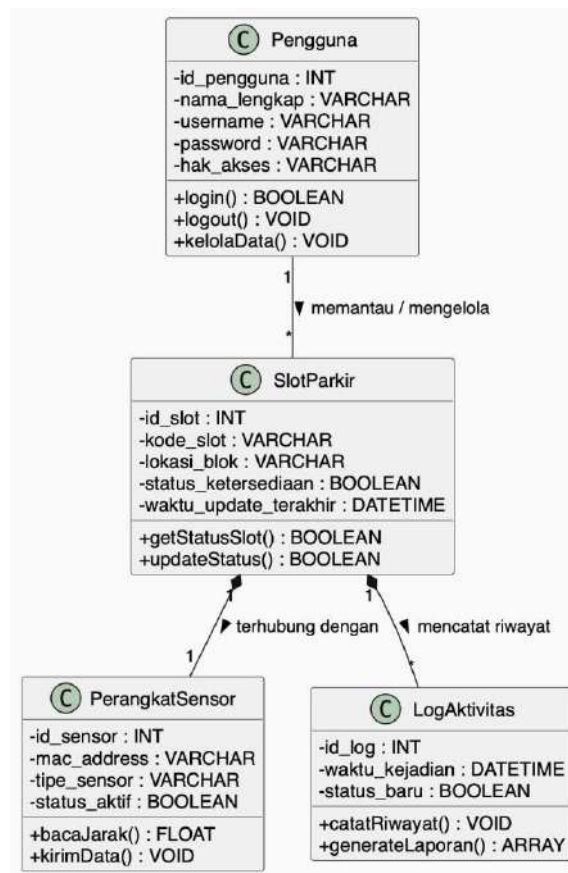 C Pengguna
-id_pengguna : INT
-nama_lengkap : VARCHAR
-username : VARCHAR
-password : VARCHAR
-hak_akses : VARCHAR
+login() : BOOLEAN
+logout() : VOID
+kelolaData() : VOID
1
memantau / mengelola
*
C SlotParkir
-id_slot : INT
-kode_slot : VARCHAR
-lokasi_blok : VARCHAR
-status_ketersediaan : BOOLEAN
-waktu_update_terakhir : DATETIME
+getStatusSlot() : BOOLEAN
+updateStatus() : BOOLEAN
1
1
terhubung dengan
mencatat riwayat
1
*
C PerangkatSensor
-id_sensor : INT
-mac_address : VARCHAR
-tipe_sensor : VARCHAR
-status_aktif : BOOLEAN
+bacaJarak() : FLOAT
+kirimData() : VOID
C LogAktivitas
-id_log : INT
-waktu_kejadian : DATETIME
-status_baru : BOOLEAN
+catatRiwayat() : VOID
+generateLaporan() : ARRAY